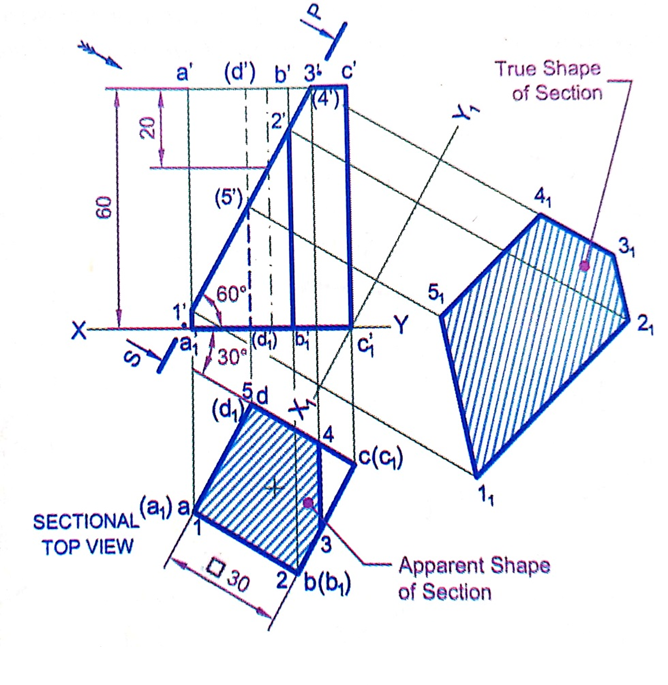 P
a' (d') b' 3' c'
(4')
True Shape
of Section
Y₁
2'
20
60
(5')
4₁
3₁
5₁
2₁
1'
60°
X
Y
a₁' (d₁') b₁' c₁'
S
30°
X₁
5 d
(d₁)
4
c(c₁)
1₁
SECTIONAL
TOP VIEW
(a₁) a
1
3
□ 30
2 b(b₁)
Apparent Shape
of Section